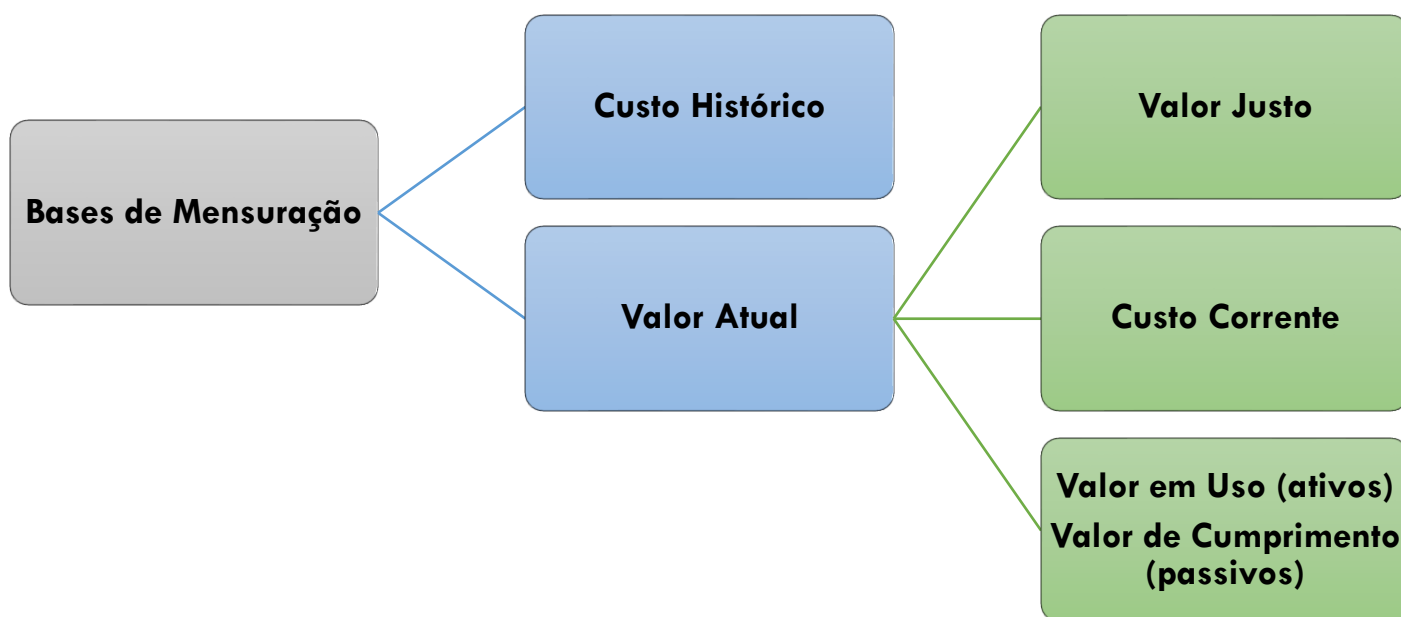 Bases de Mensuração
Custo Histórico
Valor Atual
Valor Justo
Custo Corrente
Valor em Uso (ativos)
Valor de Cumprimento
(passivos)